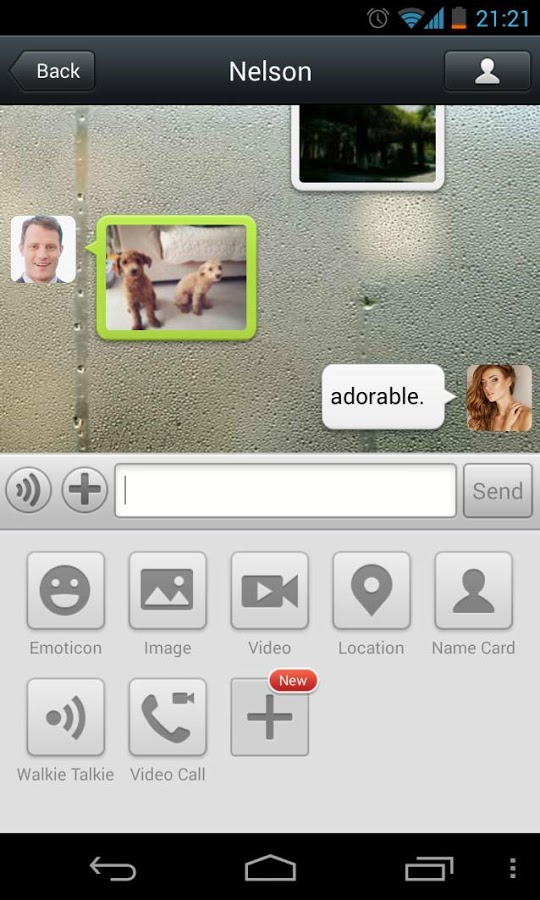 21:21
Back
Nelson
adorable.
Send
Emoticon
Image
Video
Location
Name Card
New
Walkie Talkie
Video Call